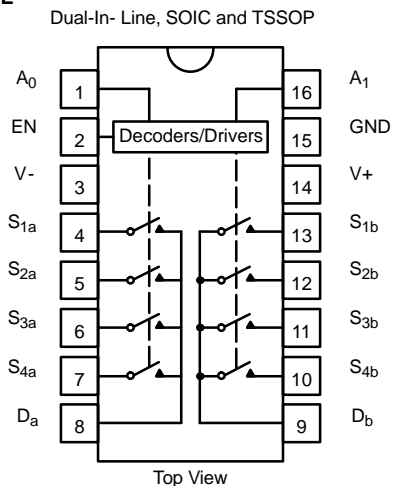 Dual-In- Line, SOIC and TSSOP
A0 1 16 A1
EN 2 Decoders/Drivers 15 GND
V- 3 14 V+
S1a 4 13 S1b
S2a 5 12 S2b
S3a 6 11 S3b
S4a 7 10 S4b
Da 8 9 Db
Top View